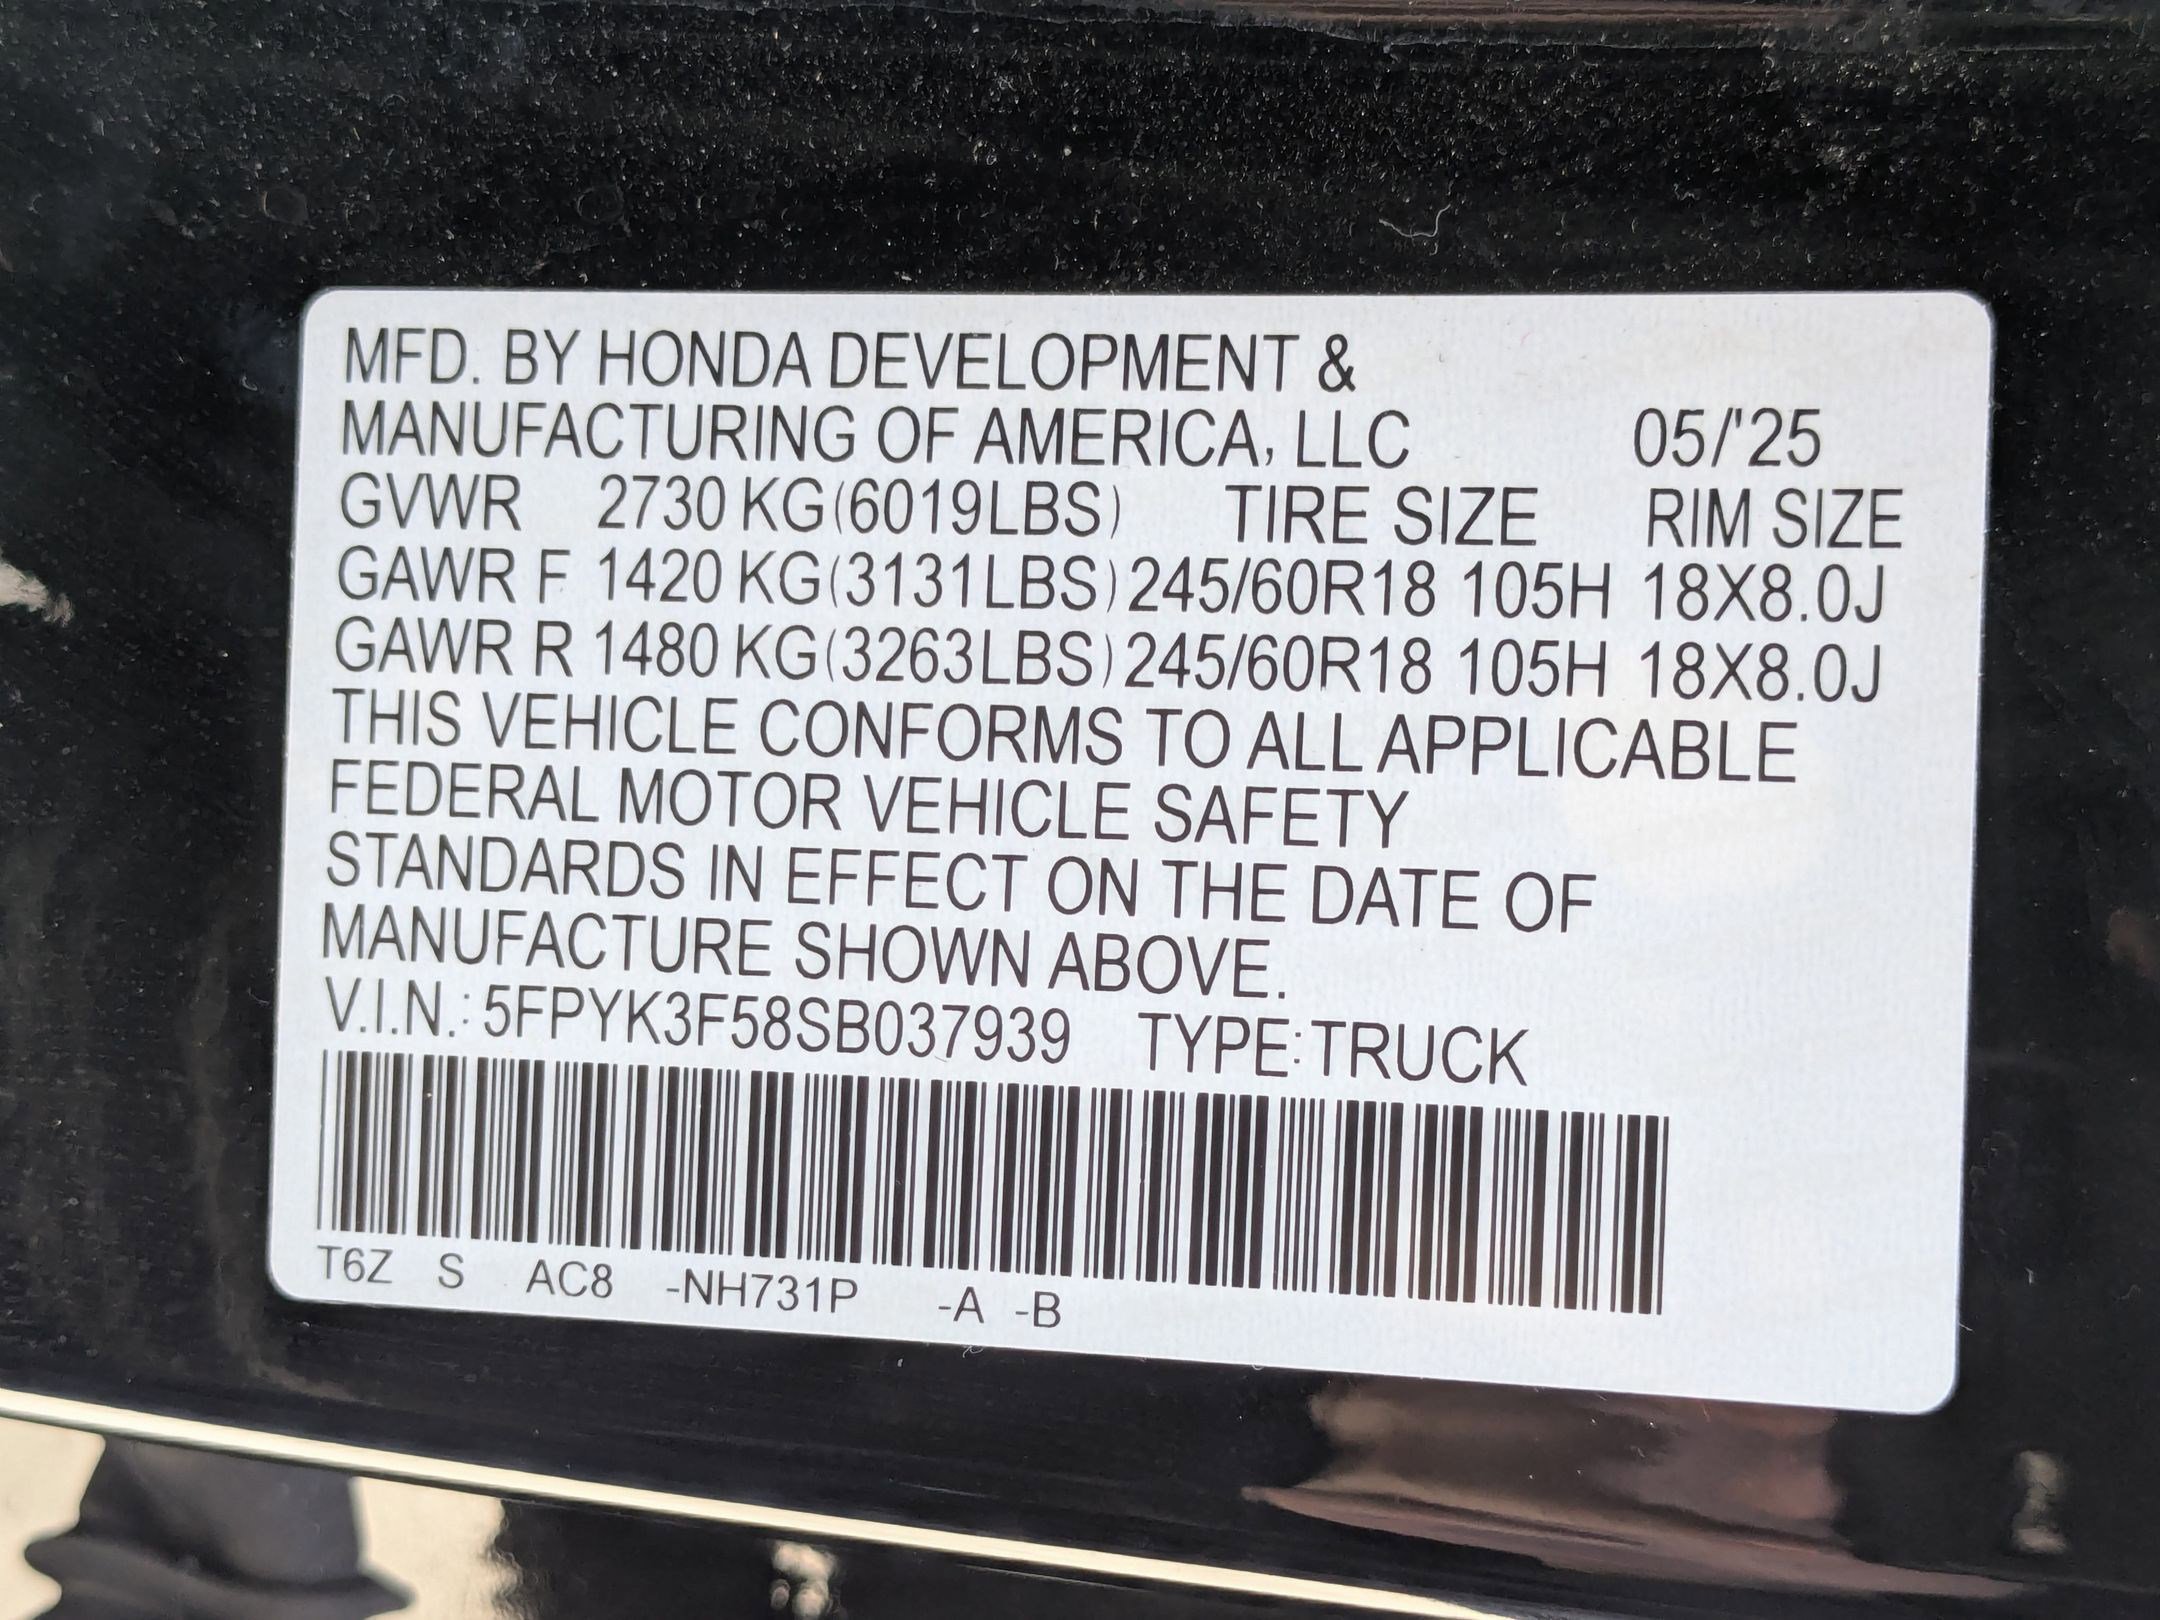 MFD. BY HONDA DEVELOPMENT &
MANUFACTURING OF AMERICA, LLC 05/'25
GVWR 2730 KG(6019LBS) TIRE SIZE RIM SIZE
GAWR F 1420 KG(3131LBS) 245/60R18 105H 18X8.0J
GAWR R 1480 KG(3263LBS) 245/60R18 105H 18X8.0J
THIS VEHICLE CONFORMS TO ALL APPLICABLE
FEDERAL MOTOR VEHICLE SAFETY
STANDARDS IN EFFECT ON THE DATE OF
MANUFACTURE SHOWN ABOVE.
V.I.N.: 5FPYK3F58SB037939 TYPE:TRUCK
T6Z S AC8 -NH731P -A -B